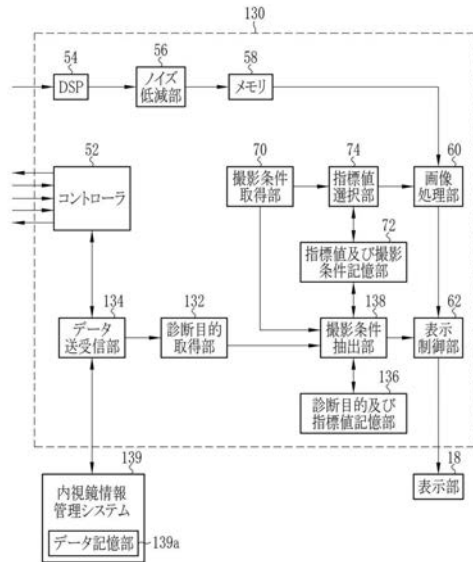 130
54
DSP
56
ノイズ
低減部
58
メモリ
52
コントローラ
70
撮影条件
取得部
74
指標値
選択部
60
画像
処理部
72
指標値及び撮影
条件記憶部
134
データ
送受信部
132
診断目的
取得部
138
撮影条件
抽出部
62
表示
制御部
136
診断目的及び
指標値記憶部
139
内視鏡情報
管理システム
データ記憶部
139a
18
表示部